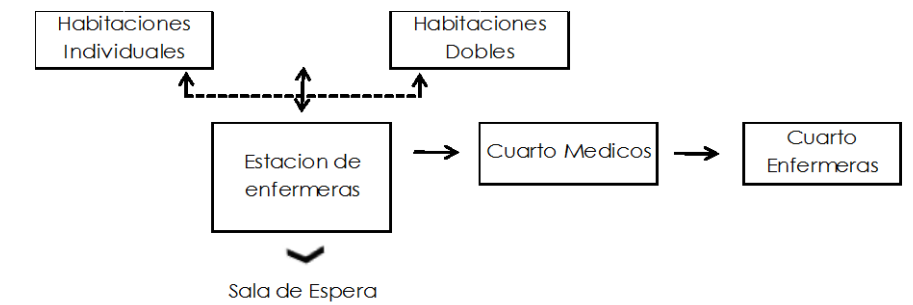 Habitaciones
Individuales
Habitaciones
Dobles
Estacion de
enfermeras
Cuarto Medicos
Cuarto
Enfermeras
Sala de Espera